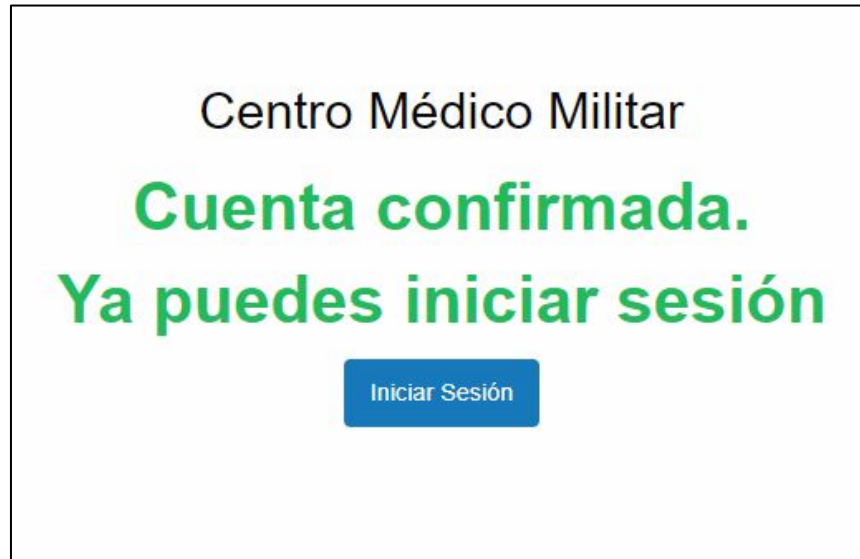 Centro Médico Militar
Cuenta confirmada.
Ya puedes iniciar sesión
Iniciar Sesión